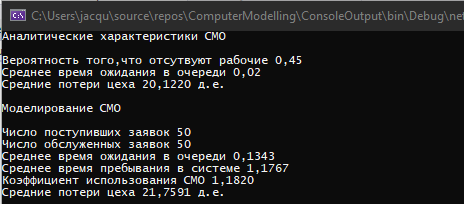 C:\Users\jacqu\source\repos\ComputerModelling\ConsoleOutput\bin\Debug\net
Аналитические характеристики СМО
Вероятность того,что отсутвуют рабочие 0,45
Среднее время ожидания в очереди 0,02
Средние потери цеха 20,1220 д.е.
Моделирование СМО
Число поступивших заявок 50
Число обслуженных заявок 50
Среднее время ожидания в очереди 0,1343
Среднее время пребывания в системе 1,1767
Коэффициент использования СМО 1,1820
Средние потери цеха 21,7591 д.е.